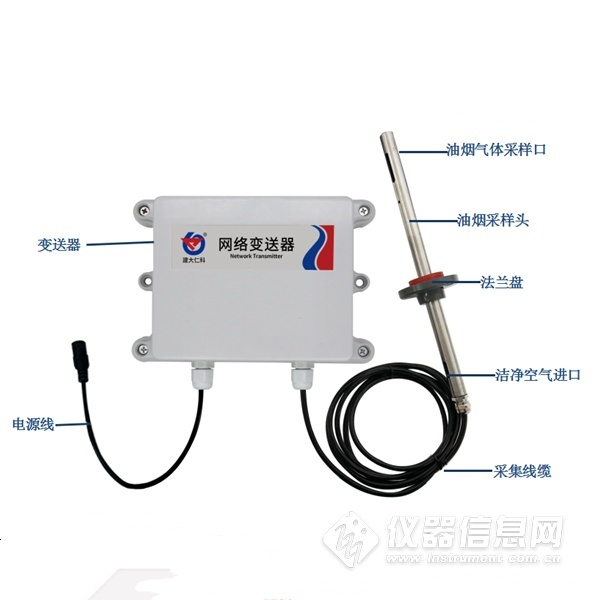 油烟气体采样口
油烟采样头
变送器
建大仁科
网络变送器
Network Transmitter
法兰盘
洁净空气进口
电源线
采集线缆
仪器信息网
www.instrument.com.cn